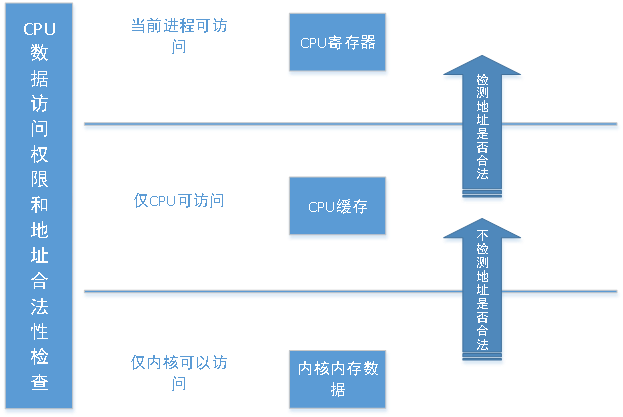 CPU
数
据
访
问
权
限
和
地
址
合
法
性
检
查
当前进程可访
问
CPU寄存器
检测地址是否合法
仅CPU可访问
CPU缓存
不检测地址是否合法
仅内核可以访
问
内核内存数
据